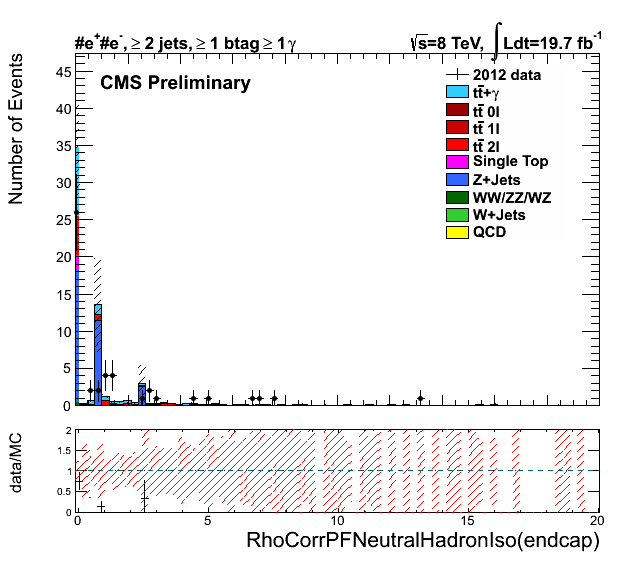 #e⁺#e⁻, ≥ 2 jets, ≥ 1 btag ≥ 1 γ
√s=8 TeV, ∫ Ldt=19.7 fb⁻¹
CMS Preliminary
2012 data
tt̄+γ
tt̄ 0l
tt̄ 1l
tt̄ 2l
Single Top
Z+Jets
WW/ZZ/WZ
W+Jets
QCD
Number of Events
45
40
35
30
25
20
15
10
5
0
data/MC
2
1.5
1
0.5
0
0 5 10 15 20
RhoCorrPFNeutralHadronIso(endcap)